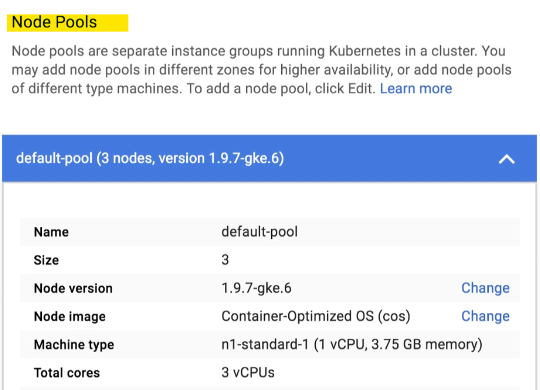 Node Pools
Node pools are separate instance groups running Kubernetes in a cluster. You
may add node pools in different zones for higher availability, or add node pools
of different type machines. To add a node pool, click Edit. Learn more
default-pool (3 nodes, version 1.9.7-gke.6)
Name default-pool
Size 3
Node version 1.9.7-gke.6 Change
Node image Container-Optimized OS (cos) Change
Machine type n1-standard-1 (1 vCPU, 3.75 GB memory)
Total cores 3 vCPUs